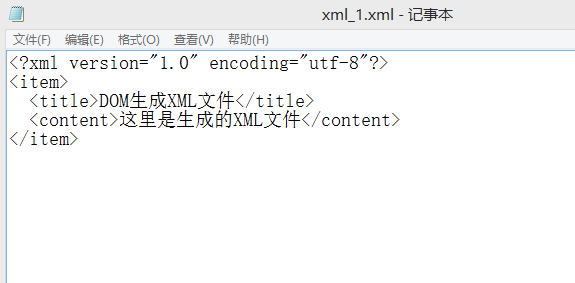 xml_1.xml - 记事本
文件(F) 编辑(E) 格式(O) 查看(V) 帮助(H)
<?xml version="1.0" encoding="utf-8"?>
<item>
  <title>DOM生成XML文件</title>
  <content>这里是生成的XML文件</content>
</item>